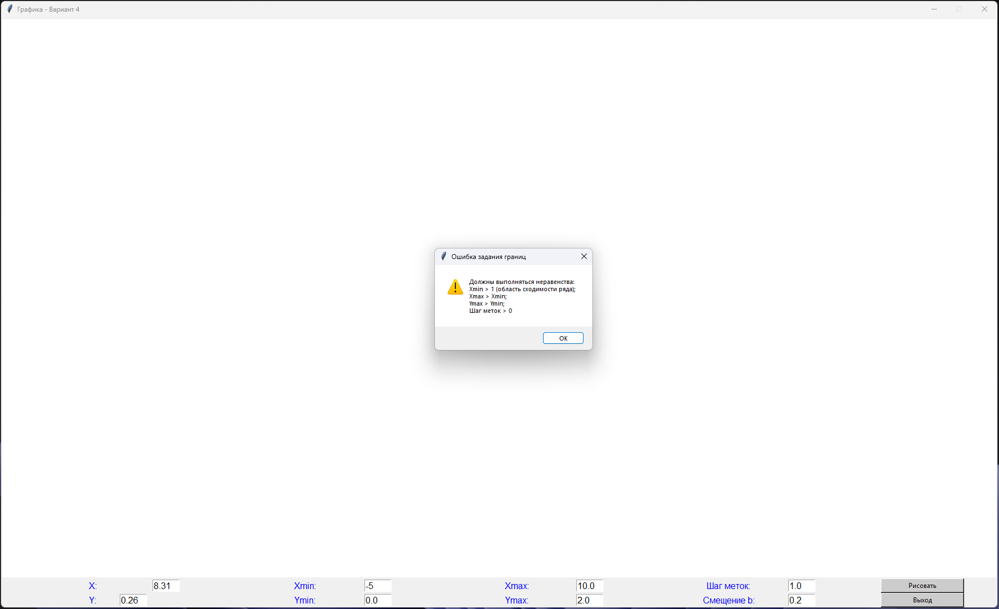 Графика - Вариант 4
Ошибка задания границ
Должны выполняться неравенства:
Xmin > 1 (область сходимости ряда);
Xmax > Xmin;
Ymax > Ymin;
Шаг меток > 0
OK
X: 8.31 Xmin: -5 Xmax: 10.0 Шаг меток: 1.0 Рисовать
Y: 0.26 Ymin: 0.0 Ymax: 2.0 Смещение b: 0.2 Выход